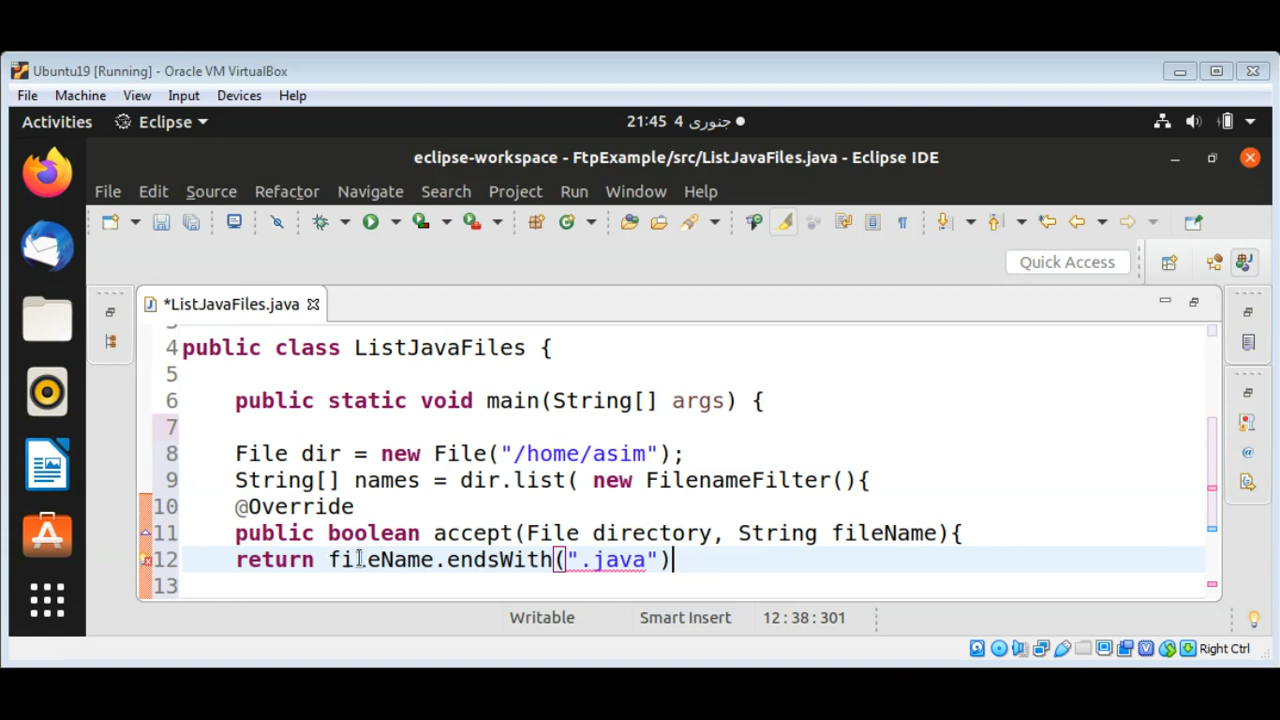 Ubuntu19 [Running] - Oracle VM VirtualBox
File Machine View Input Devices Help
Activities Eclipse 21:45 4 جنوری
eclipse-workspace - FtpExample/src/ListJavaFiles.java - Eclipse IDE
File Edit Source Refactor Navigate Search Project Run Window Help
Quick Access
*ListJavaFiles.java
4 public class ListJavaFiles {
5
6 public static void main(String[] args) {
7
8 File dir = new File("/home/asim");
9 String[] names = dir.list( new FilenameFilter(){
10 @Override
11 public boolean accept(File directory, String fileName){
12 return fileName.endsWith(".java")
13
Writable Smart Insert 12 : 38 : 301
Right Ctrl